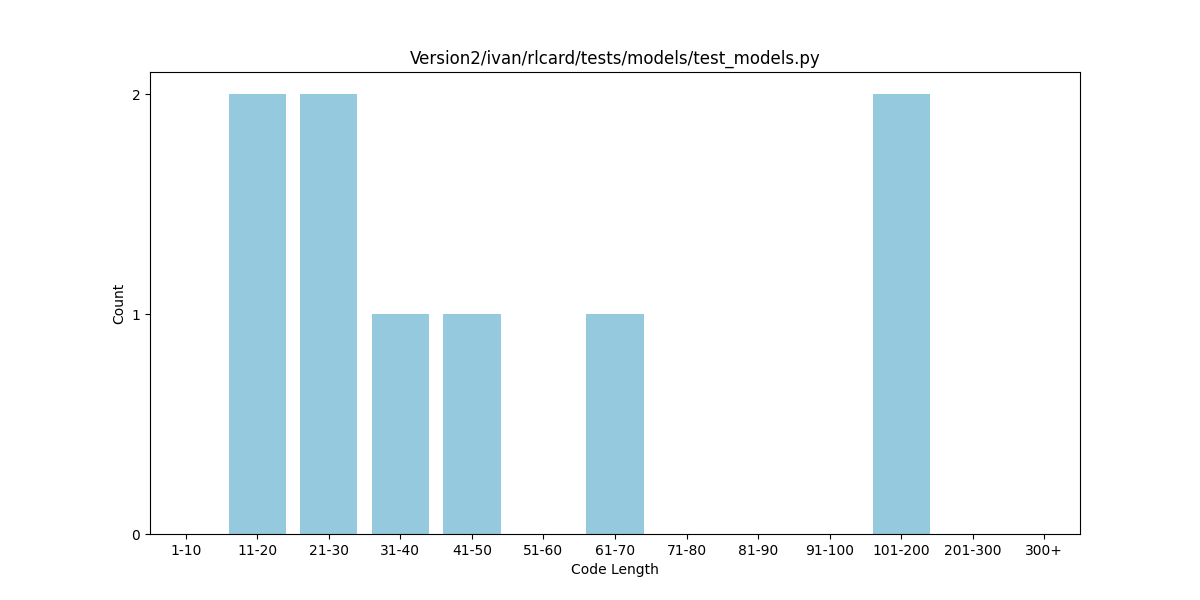 Version2/ivan/rlcard/tests/models/test_models.py
2
1
0
Count
1-10 11-20 21-30 31-40 41-50 51-60 61-70 71-80 81-90 91-100 101-200 201-300 300+
Code Length